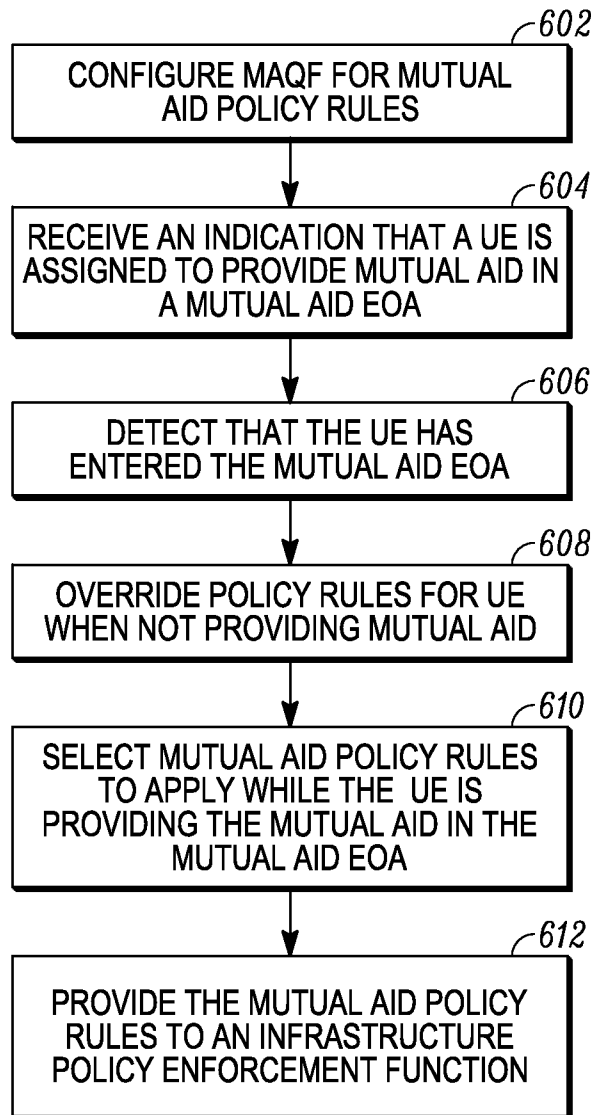 602
CONFIGURE MAQF FOR MUTUAL
AID POLICY RULES
604
RECEIVE AN INDICATION THAT A UE IS
ASSIGNED TO PROVIDE MUTUAL AID IN
A MUTUAL AID EOA
606
DETECT THAT THE UE HAS
ENTERED THE MUTUAL AID EOA
608
OVERRIDE POLICY RULES FOR UE
WHEN NOT PROVIDING MUTUAL AID
610
SELECT MUTUAL AID POLICY RULES
TO APPLY WHILE THE UE IS
PROVIDING THE MUTUAL AID IN THE
MUTUAL AID EOA
612
PROVIDE THE MUTUAL AID POLICY
RULES TO AN INFRASTRUCTURE
POLICY ENFORCEMENT FUNCTION